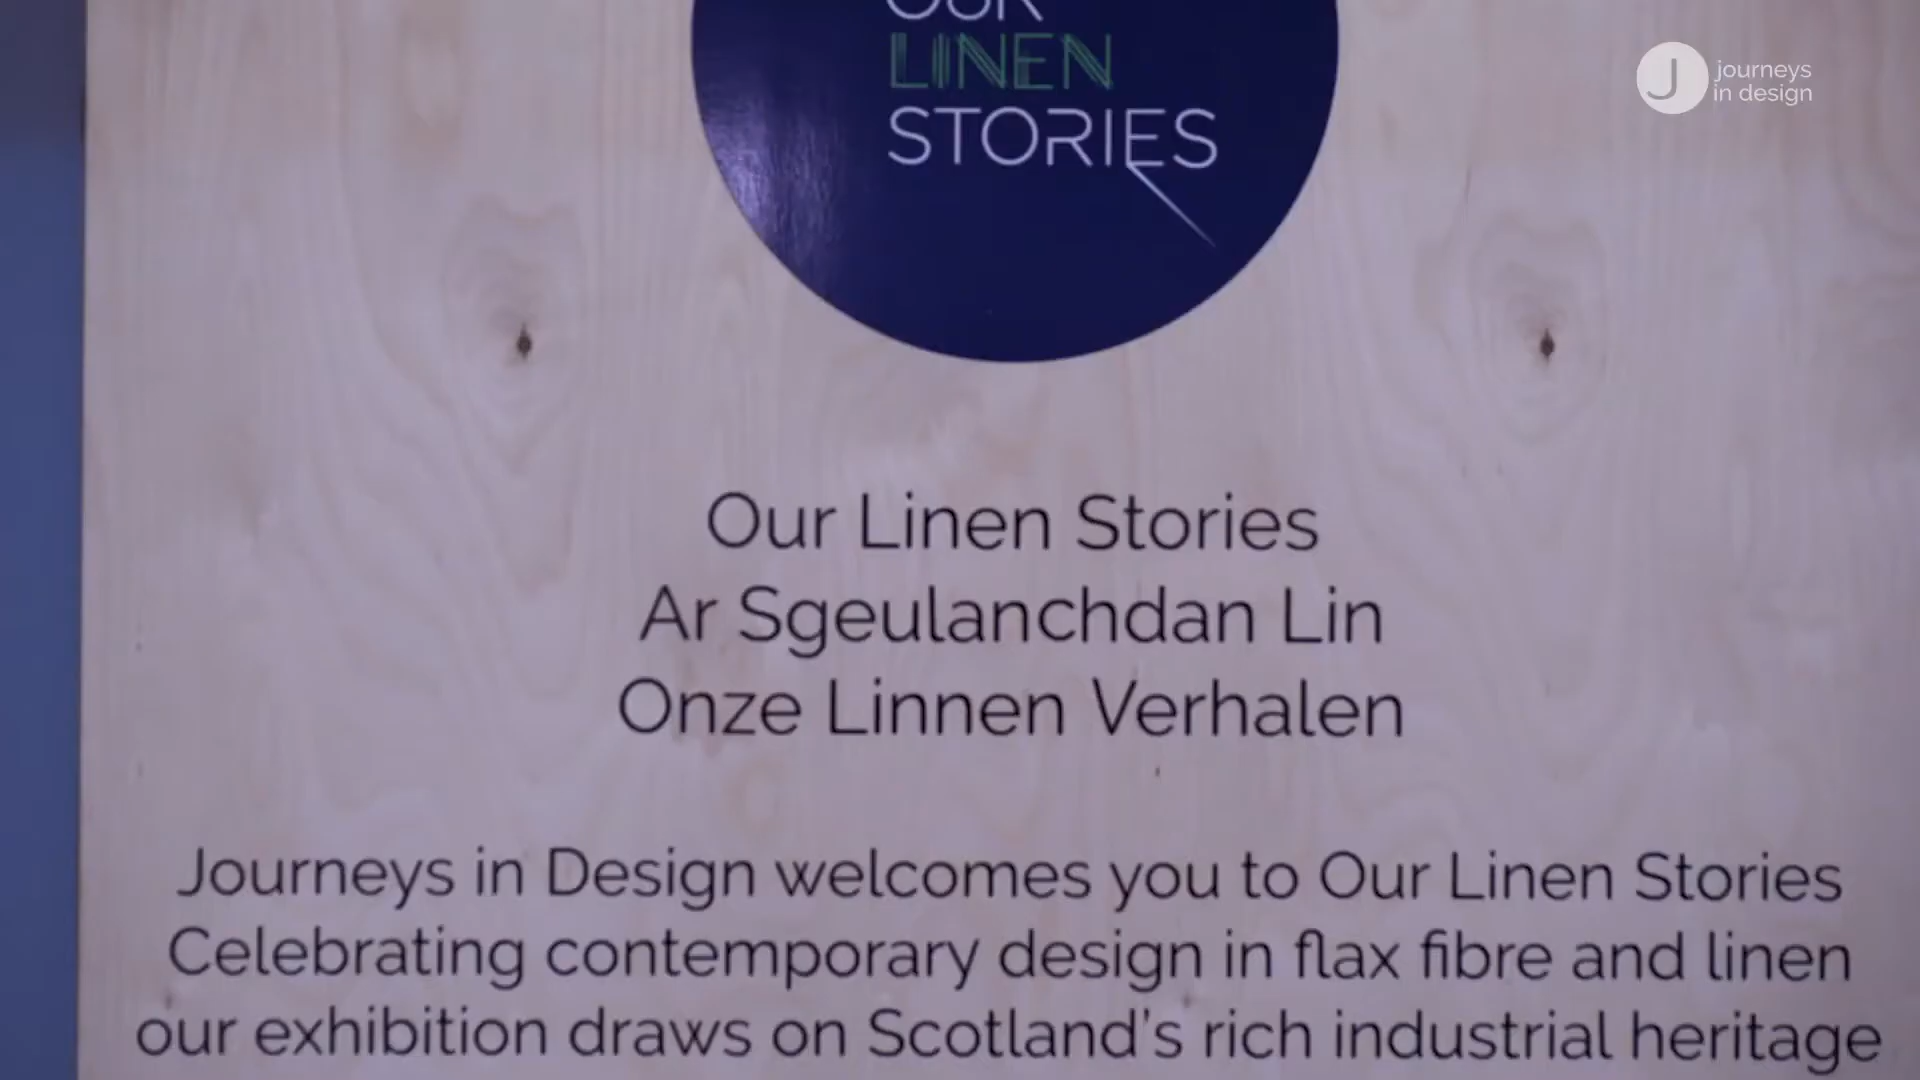 OUR
LINEN
STORIES
journeys
in design
Our Linen Stories
Ar Sgeulanchdan Lin
Onze Linnen Verhalen
Journeys in Design welcomes you to Our Linen Stories
Celebrating contemporary design in flax fibre and linen
our exhibition draws on Scotland's rich industrial heritage